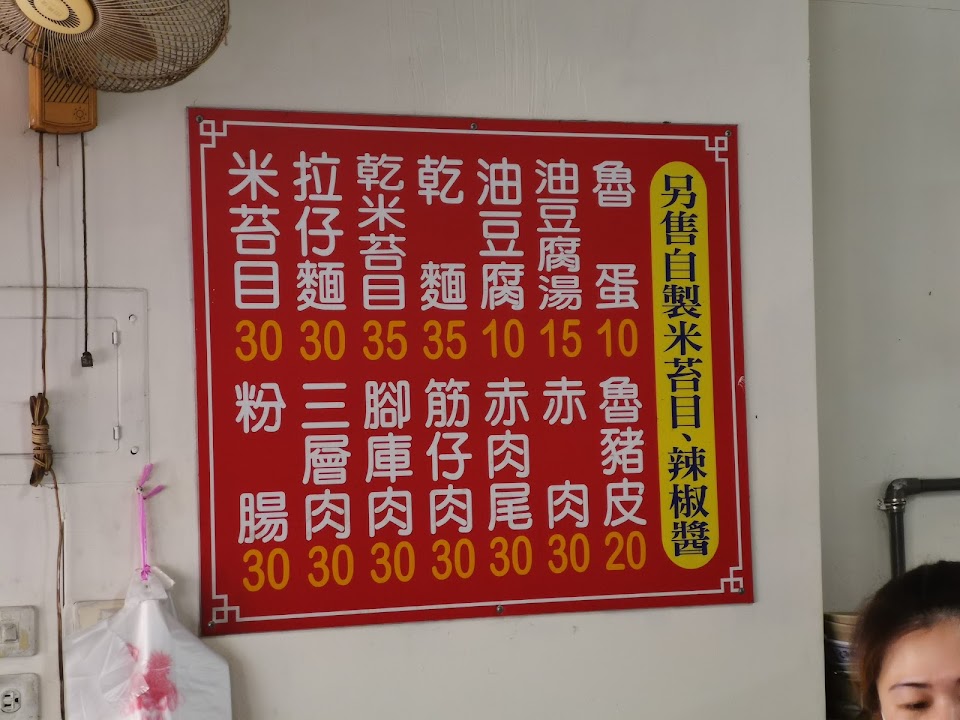 另售自製米苔目、辣椒醬
魯蛋 10
油豆腐湯 15
油豆腐 10
乾麵 35
乾米苔目 35
拉仔麵 30
米苔目 30
魯豬皮 20
赤肉 30
赤肉尾 30
筋仔肉 30
腳庫肉 30
三層肉 30
粉腸 30